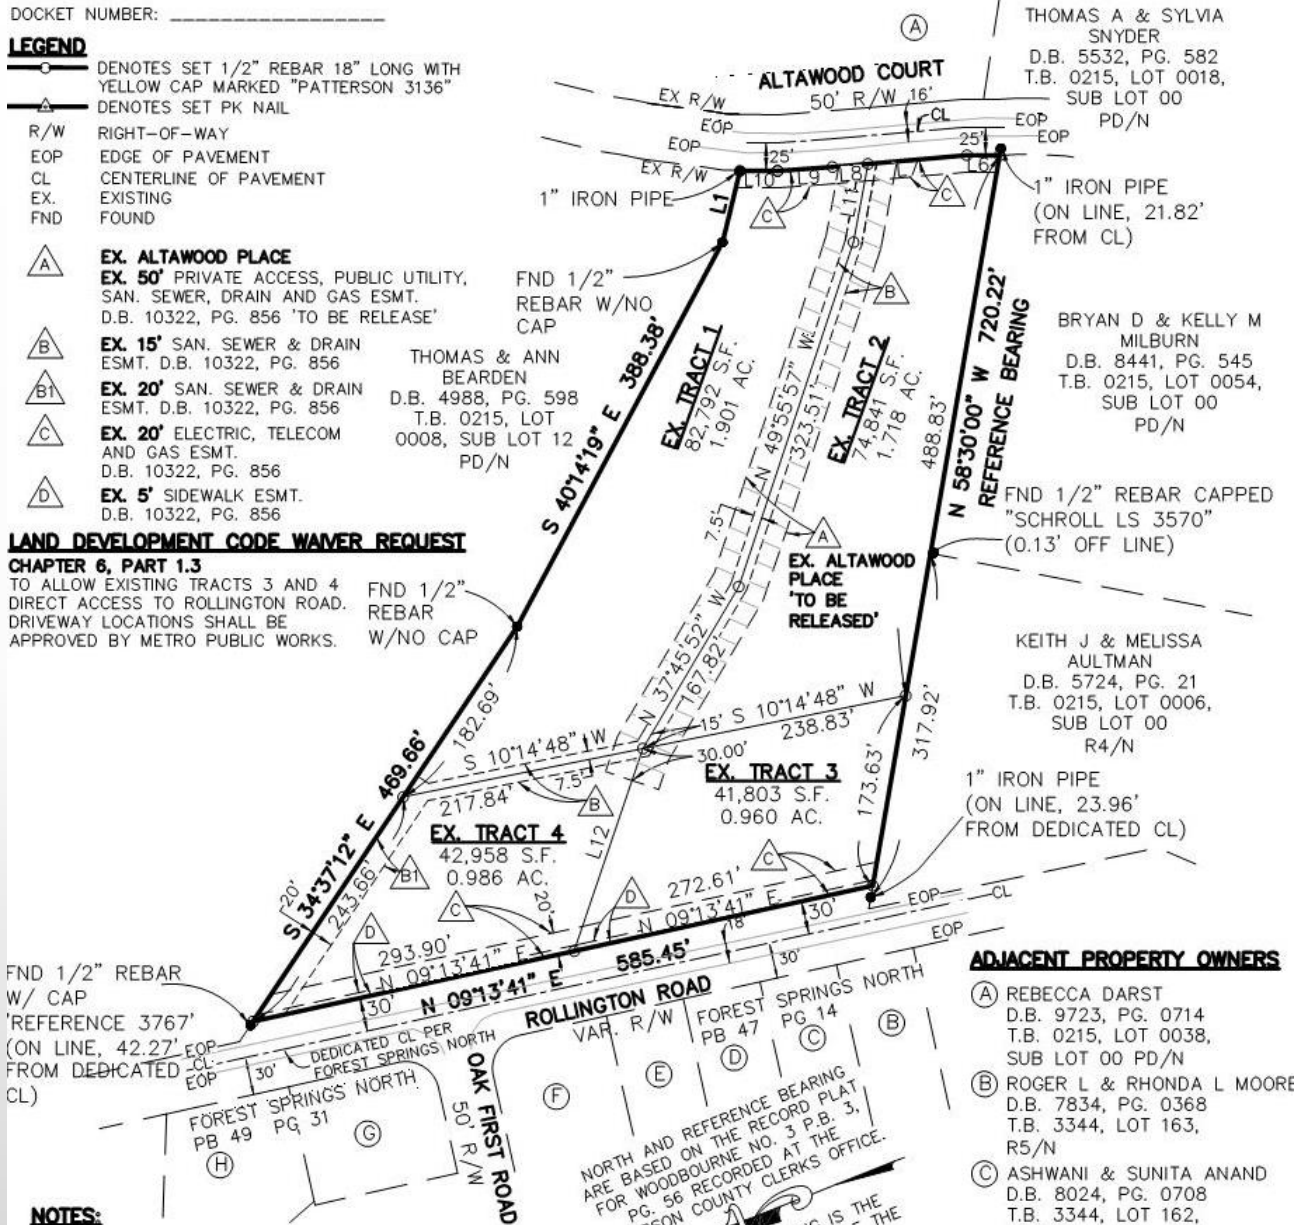 DOCKET NUMBER:
LEGEND
DENOTES SET 1/2" REBAR 18" LONG WITH
YELLOW CAP MARKED "PATTERSON 3136"
DENOTES SET PK NAIL
R/W RIGHT-OF-WAY
EOP EDGE OF PAVEMENT
CL CENTERLINE OF PAVEMENT
EX. EXISTING
FND FOUND
A EX. ALTAWOOD PLACE
EX. 50' PRIVATE ACCESS, PUBLIC UTILITY,
SAN. SEWER, DRAIN AND GAS ESMT.
D.B. 10322, PG. 856 'TO BE RELEASE'
B EX. 15' SAN. SEWER & DRAIN
ESMT. D.B. 10322, PG. 856
B1 EX. 20' SAN. SEWER & DRAIN
ESMT. D.B. 10322, PG. 856
C EX. 20' ELECTRIC, TELECOM
AND GAS ESMT.
D.B. 10322, PG. 856
D EX. 5' SIDEWALK ESMT.
D.B. 10322, PG. 856
LAND DEVELOPMENT CODE WAIVER REQUEST
CHAPTER 6, PART 1.3
TO ALLOW EXISTING TRACTS 3 AND 4
DIRECT ACCESS TO ROLLINGTON ROAD.
DRIVEWAY LOCATIONS SHALL BE
APPROVED BY METRO PUBLIC WORKS.
A
ALTAWOOD COURT
50' R/W
16'
CL
EX R/W
EOP
EOP
EOP
EOP
EX R/W
25'
25'
L10
L9
L8
L7
L6
L1
L11
C
C
1" IRON PIPE
THOMAS A & SYLVIA
SNYDER
D.B. 5532, PG. 582
T.B. 0215, LOT 0018,
SUB LOT 00
PD/N
1" IRON PIPE
(ON LINE, 21.82'
FROM CL)
FND 1/2"
REBAR W/NO
CAP
B
THOMAS & ANN
BEARDEN
D.B. 4988, PG. 598
T.B. 0215, LOT
0008, SUB LOT 12
PD/N
S 40°14'19" E 388.38'
EX. TRACT 1
82,792 S.F.
1.901 AC.
N 49°55'57" W
323.51'
EX. TRACT 2
74,841 S.F.
1.718 AC.
488.83'
N 58°30'00" W 720.22'
REFERENCE BEARING
BRYAN D & KELLY M
MILBURN
D.B. 8441, PG. 545
T.B. 0215, LOT 0054,
SUB LOT 00
PD/N
FND 1/2" REBAR CAPPED
"SCHROLL LS 3570"
(0.13' OFF LINE)
7.5'
A
EX. ALTAWOOD
PLACE
'TO BE
RELEASED'
FND 1/2"
REBAR
W/NO CAP
N 37°45'52" W
167.82'
KEITH J & MELISSA
AULTMAN
D.B. 5724, PG. 21
T.B. 0215, LOT 0006,
SUB LOT 00
R4/N
182.69'
S 10°14'48" W
217.84'
7.5'
B
15'
S 10°14'48" W
238.83'
30.00'
317.92'
173.63'
EX. TRACT 3
41,803 S.F.
0.960 AC.
1" IRON PIPE
(ON LINE, 23.96'
FROM DEDICATED CL)
EX. TRACT 4
42,958 S.F.
0.986 AC.
L12
S 34°37'12" E 469.66'
243.66'
20'
B1
C
C
D
D
20'
293.90'
N 09°13'41" E
272.61'
N 09°13'41" E
N 09°13'41" E 585.45'
30'
30'
18'
30'
30'
EOP
CL
EOP
FND 1/2" REBAR
W/ CAP
'REFERENCE 3767'
(ON LINE, 42.27'
FROM DEDICATED
CL)
EOP
CL
EOP
ROLLINGTON ROAD
VAR. R/W
DEDICATED CL PER
FOREST SPRINGS NORTH
FOREST SPRINGS NORTH
PB 49 PG 31
FOREST SPRINGS NORTH
PB 47 PG 14
OAK FIRST ROAD
50' R/W
H
G
F
E
D
C
B
NORTH AND REFERENCE BEARING
ARE BASED ON THE RECORD PLAT
FOR WOODBOURNE NO. 3 P.B. 3,
PG. 56 RECORDED AT THE
SON COUNTY CLERKS OFFICE.
IS THE
THE
ADJACENT PROPERTY OWNERS
A REBECCA DARST
D.B. 9723, PG. 0714
T.B. 0215, LOT 0038,
SUB LOT 00 PD/N
B ROGER L & RHONDA L MOORE
D.B. 7834, PG. 0368
T.B. 3344, LOT 163,
R5/N
C ASHWANI & SUNITA ANAND
D.B. 8024, PG. 0708
T.B. 3344, LOT 162,
NOTES: